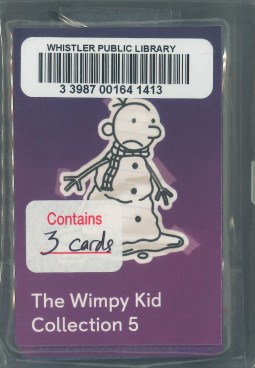 WHISTLER PUBLIC LIBRARY
3 3987 00164 1413
Contains
3 cards
The Wimpy Kid
Collection 5